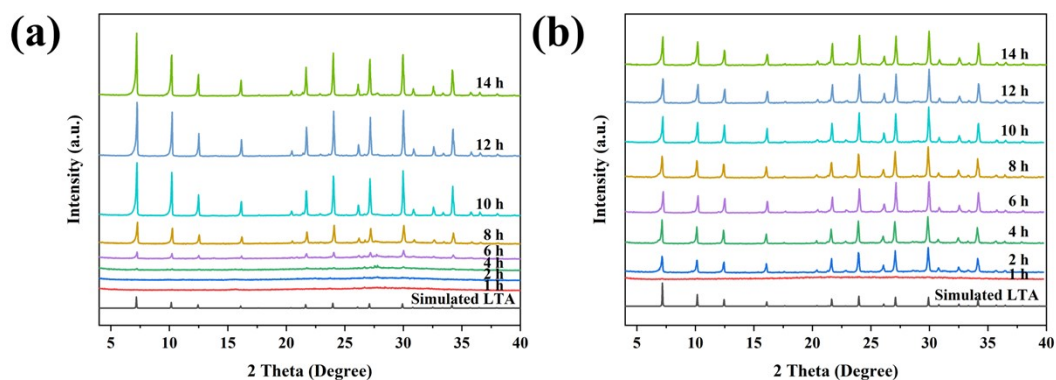 (a)
Intensity (a.u.)
14 h
12 h
10 h
8 h
6 h
4 h
2 h
1 h
Simulated LTA
5 10 15 20 25 30 35 40
2 Theta (Degree)
(b)
Intensity (a.u.)
14 h
12 h
10 h
8 h
6 h
4 h
2 h
1 h
Simulated LTA
5 10 15 20 25 30 35 40
2 Theta (Degree)